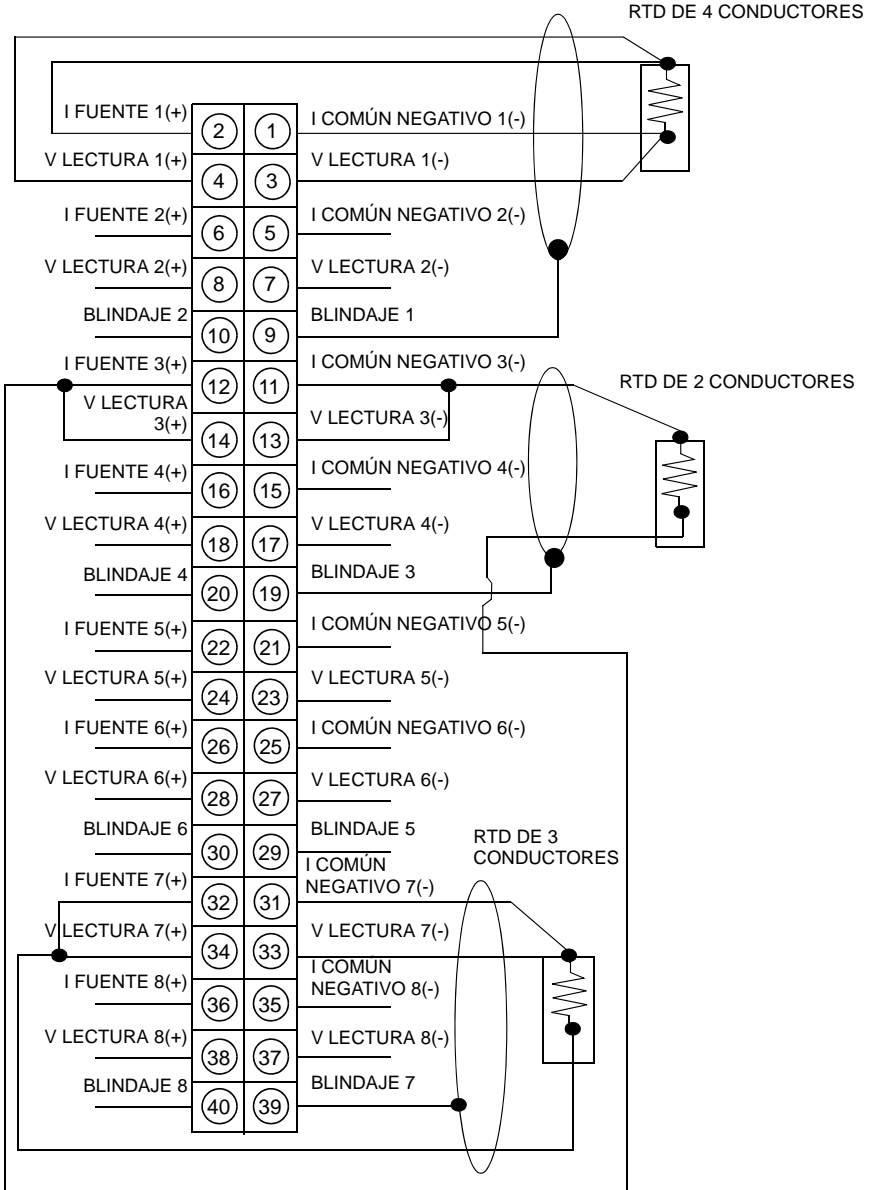 RTD DE 4 CONDUCTORES
I FUENTE 1(+) 2 1 I COMÚN NEGATIVO 1(-)
V LECTURA 1(+) 4 3 V LECTURA 1(-)
I FUENTE 2(+) 6 5 I COMÚN NEGATIVO 2(-)
V LECTURA 2(+) 8 7 V LECTURA 2(-)
BLINDAJE 2 10 9 BLINDAJE 1
I FUENTE 3(+) 12 11 I COMÚN NEGATIVO 3(-)
RTD DE 2 CONDUCTORES
V LECTURA
3(+) 14 13 V LECTURA 3(-)
I FUENTE 4(+) 16 15 I COMÚN NEGATIVO 4(-)
V LECTURA 4(+) 18 17 V LECTURA 4(-)
BLINDAJE 4 20 19 BLINDAJE 3
I FUENTE 5(+) 22 21 I COMÚN NEGATIVO 5(-)
V LECTURA 5(+) 24 23 V LECTURA 5(-)
I FUENTE 6(+) 26 25 I COMÚN NEGATIVO 6(-)
V LECTURA 6(+) 28 27 V LECTURA 6(-)
BLINDAJE 6 30 29 BLINDAJE 5
RTD DE 3
CONDUCTORES
I FUENTE 7(+) 32 31 I COMÚN
NEGATIVO 7(-)
V LECTURA 7(+) 34 33 V LECTURA 7(-)
I FUENTE 8(+) 36 35 I COMÚN
NEGATIVO 8(-)
V LECTURA 8(+) 38 37 V LECTURA 8(-)
BLINDAJE 8 40 39 BLINDAJE 7